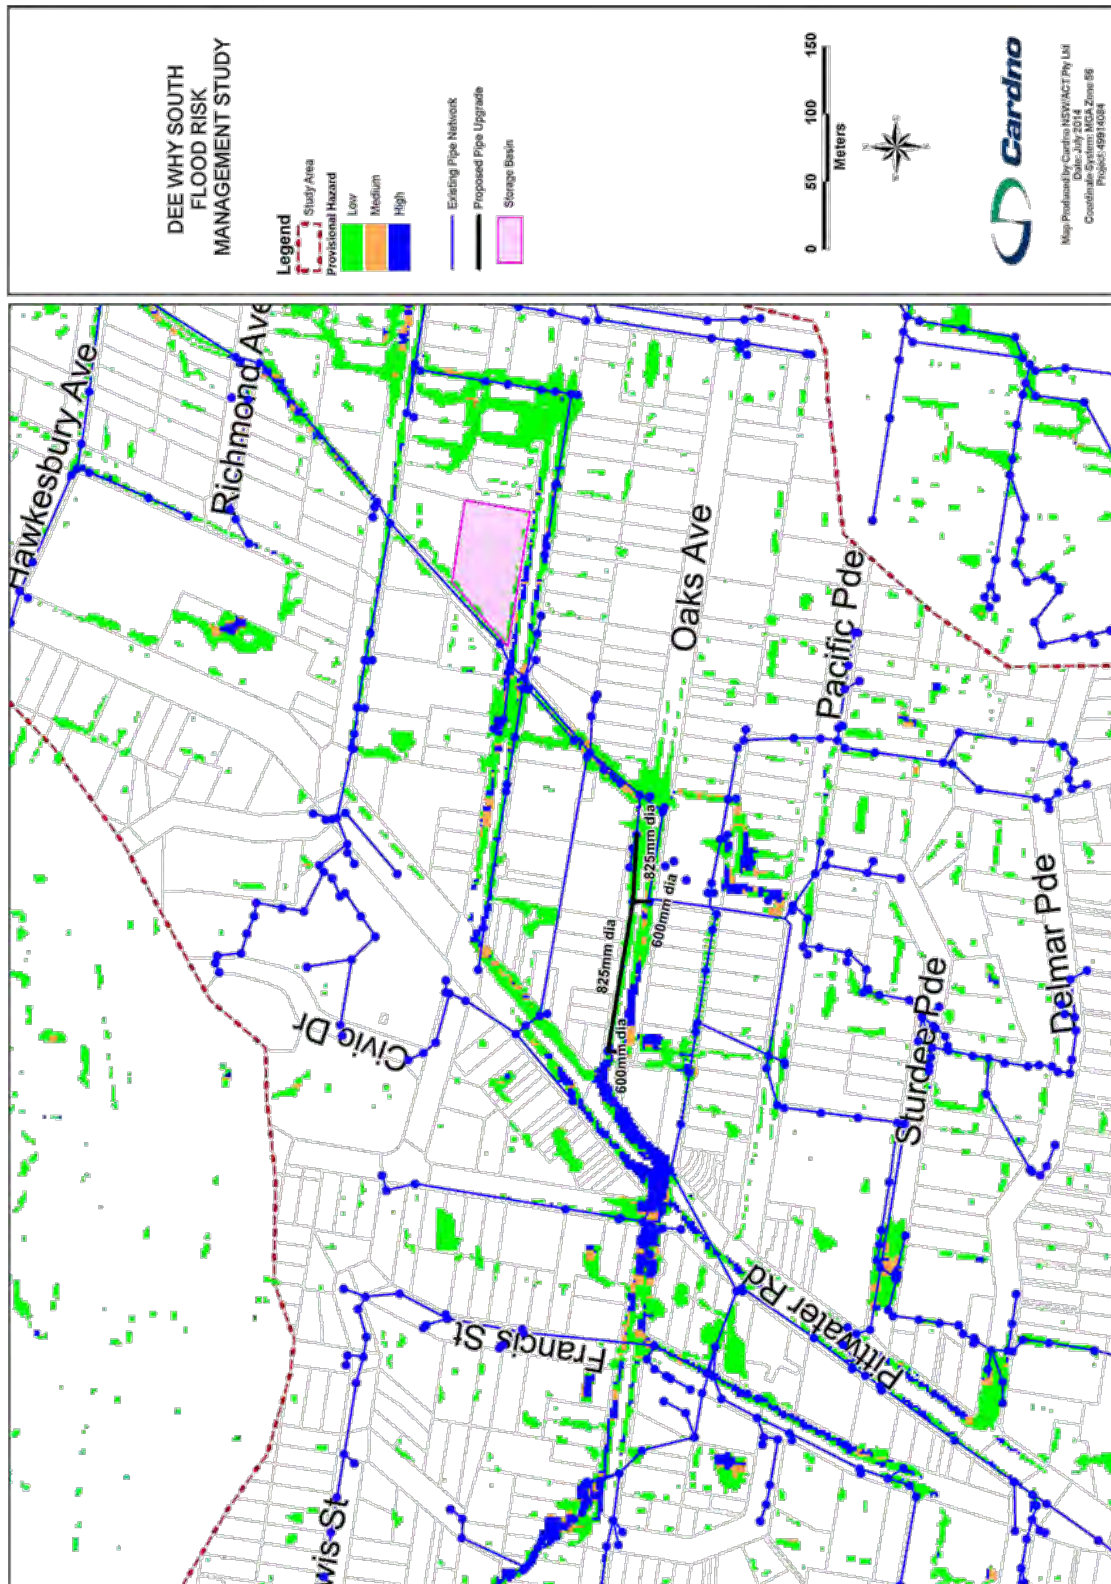 DEE WHY SOUTH
FLOOD RISK
MANAGEMENT STUDY
Legend
Study Area
Provisional Hazard
Low
Medium
High
Existing Pipe Network
Proposed Pipe Upgrade
Storage Basin
0 50 100 150
Meters
Cardno
Map Produced by Cardno NSW/ACT Pty Ltd
Date: July 2014
Coordinate System: MGA Zone 56
Project: 49914084
Hawkesbury Ave
Richmond Ave
Oaks Ave
Pacific Pde
Civic Dr
825mm dia
825mm dia
600mm dia
600mm dia
Sturdee Pde
Delmar Pde
Francis St
Pittwater Rd
wis St